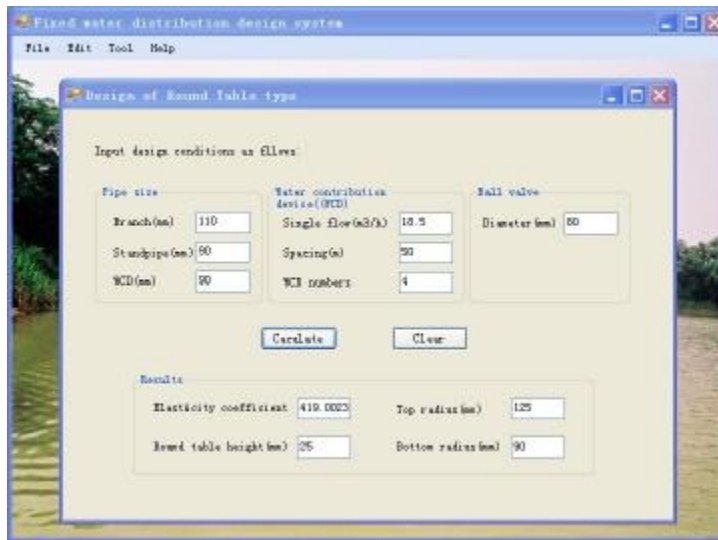 Fixed water distribution design system
File Edit Tool Help
Design of Round Table type
Input design conditions as fllows:
Pipe size
Branch(mm) 110
Standpipe(mm) 90
WCD(mm) 90
Water contribution
device(WCD)
Single flow(m3/h) 18.5
Spacing(m) 50
WCD numbers 4
Ball valve
Diameter(mm) 80
Caculate Clear
Results
Elasticity coefficient 419.0023
Top radius(mm) 125
Round table height(mm) 25
Bottom radius(mm) 90